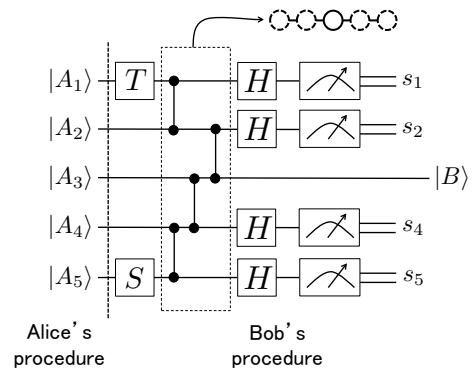 |A₁⟩ T H s₁
|A₂⟩ H s₂
|A₃⟩ |B⟩
|A₄⟩ H s₄
|A₅⟩ S H s₅
Alice's Bob's
procedure procedure